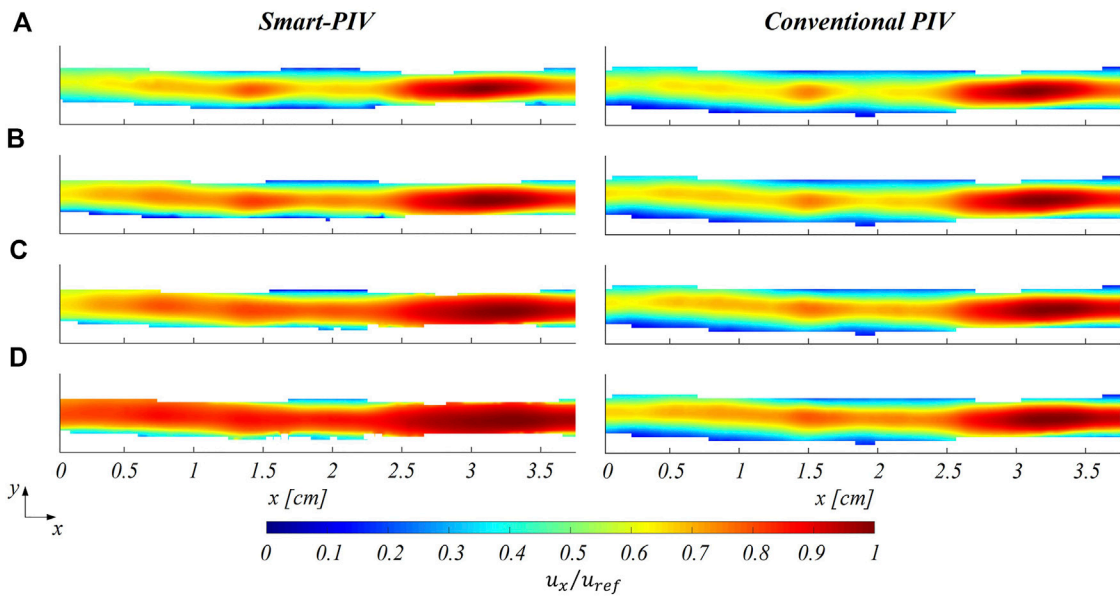 Smart-PIV Conventional PIV
A
B
C
D
0 0.5 1 1.5 2 2.5 3 3.5 0 0.5 1 1.5 2 2.5 3 3.5
x [cm] x [cm]
y
x
0 0.1 0.2 0.3 0.4 0.5 0.6 0.7 0.8 0.9 1
u_x/u_ref